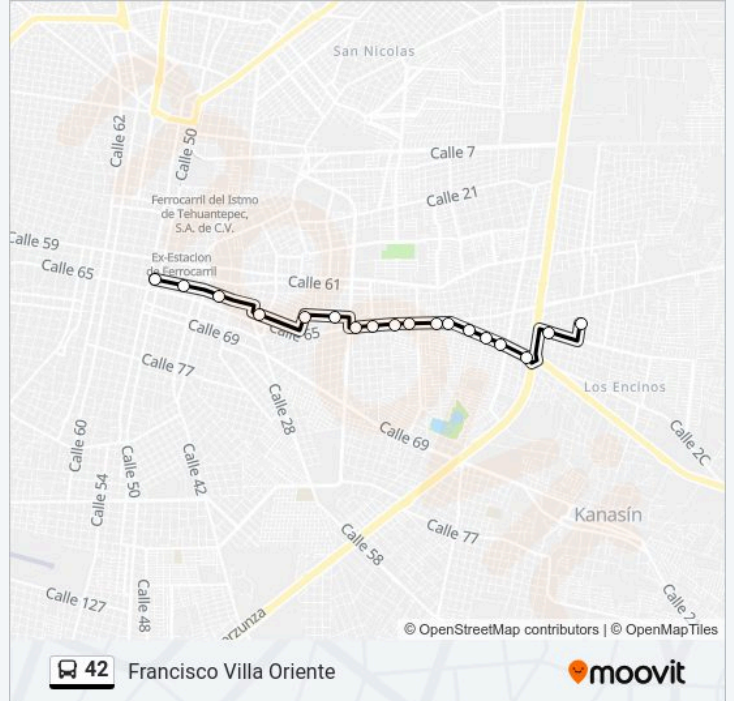 San Nicolas
Calle 62
Calle 50
Calle 7
Calle 21
Ferrocarril del Istmo
de Tehuantepec,
S.A. de C.V.
Calle 59
Calle 65
Ex-Estacion
de Ferrocarril
Calle 61
Calle 69
Calle 65
Calle 77
Los Encinos
Calle 28
Calle 60
Calle 69
Calle 2C
Calle 54
Calle 50
Calle 42
Kanasín
Calle 58
Calle 77
Calle 127
Calle 48
erzunza
Calle 2
© OpenStreetMap contributors | © OpenMapTiles
42 Francisco Villa Oriente
moovit